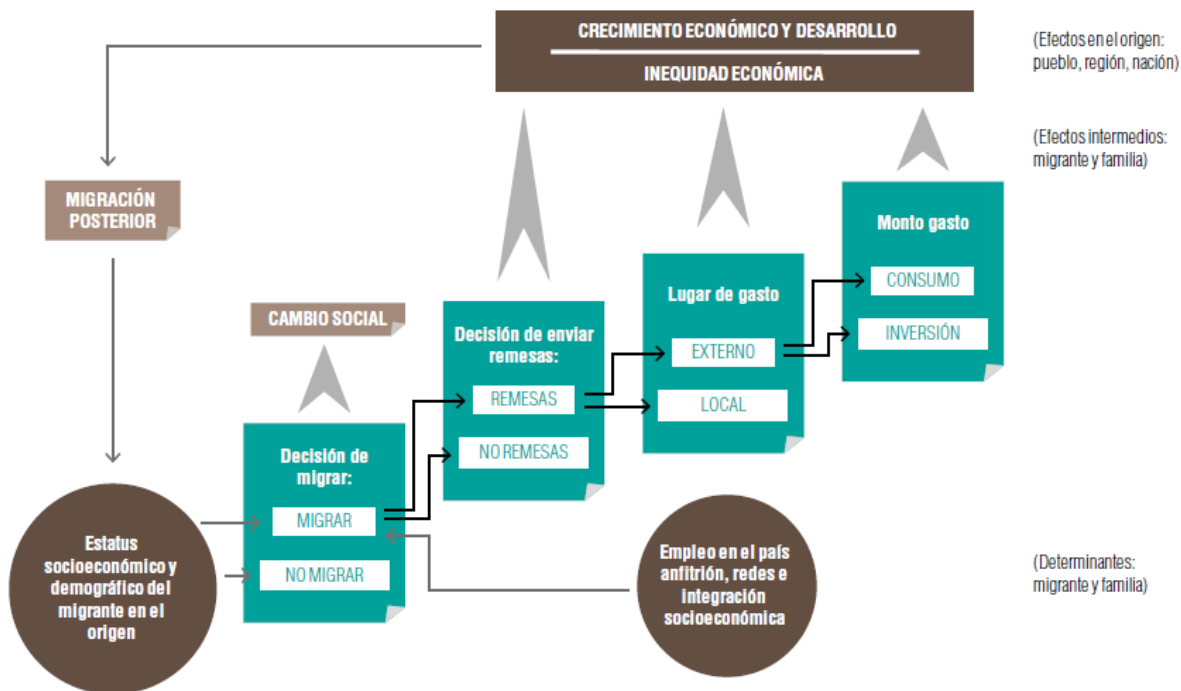 CRECIMIENTO ECONÓMICO Y DESARROLLO
INEQUIDAD ECONÓMICA
(Efectos en el origen:
pueblo, región, nación)
(Efectos intermedios:
migrante y familia)
MIGRACIÓN
POSTERIOR
Monto gasto
CONSUMO
INVERSIÓN
Lugar de gasto
EXTERNO
LOCAL
CAMBIO SOCIAL
Decisión de enviar
remesas:
REMESAS
NO REMESAS
Decisión de
migrar:
MIGRAR
NO MIGRAR
Estatus
socioeconómico y
demográfico del
migrante en el
origen
Empleo en el país
anfitrión, redes e
integración
socioeconómica
(Determinantes:
migrante y familia)